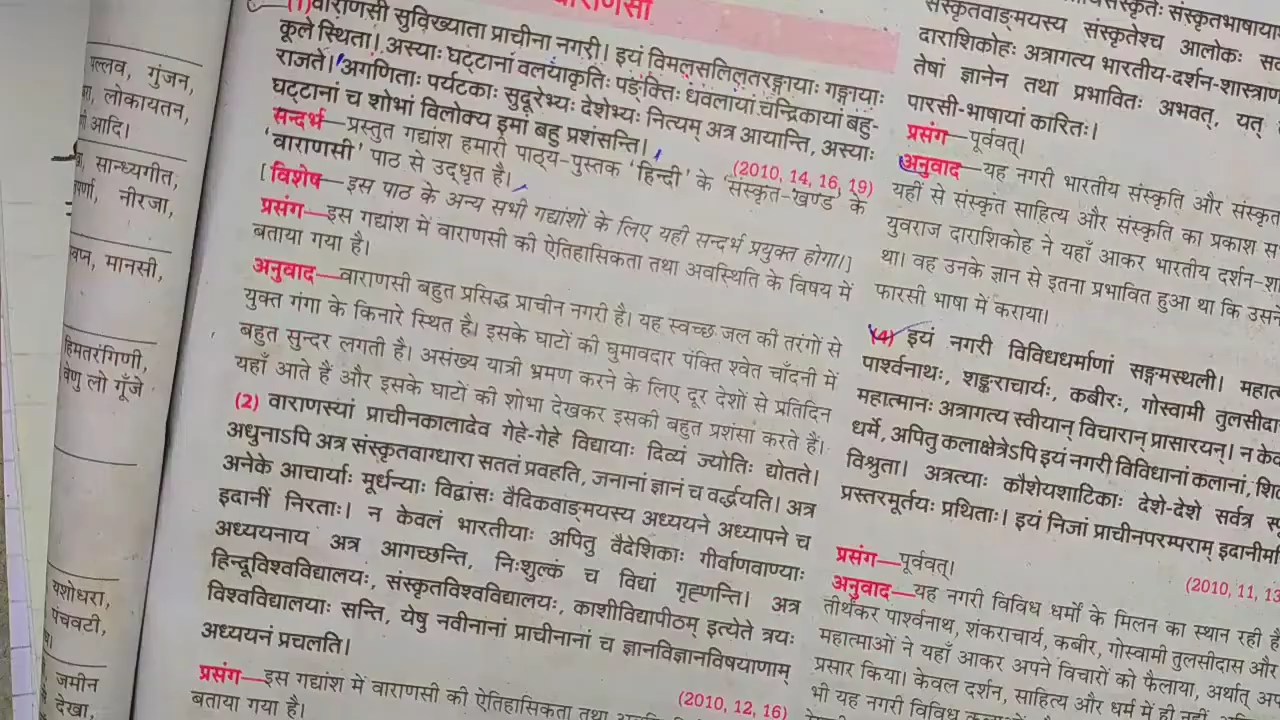 पल्लव, गुंजन,
लोकायतन,
आदि।
सान्ध्यगीत,
नीरजा,
मानसी,
हिमतरंगिणी,
वेणु लो गूँजे
यशोधरा,
पंचवटी,
जमीन
देखा,
वाराणसी
(1) वाराणसी सुविख्याता प्राचीना नगरी। इयं विमलसलिलतरङ्गायाः गङ्गायाः
कूले स्थिता। अस्याः घट्टानां वलयाकृतिः पङ्क्तिः धवलायां चन्द्रिकायां बहु-
राजते। अगणिताः पर्यटकाः सुदूरेभ्यः देशेभ्यः नित्यम् अत्र आयान्ति, अस्याः
घट्टानां च शोभां विलोक्य इमां बहु प्रशंसन्ति।
(2010, 14, 16, 19)
सन्दर्भ—प्रस्तुत गद्यांश हमारी पाठ्य-पुस्तक 'हिन्दी' के 'संस्कृत-खण्ड' के
'वाराणसी' पाठ से उद्धृत है।
[विशेष—इस पाठ के अन्य सभी गद्यांशों के लिए यही सन्दर्भ प्रयुक्त होगा।]
प्रसंग—इस गद्यांश में वाराणसी की ऐतिहासिकता तथा अवस्थिति के विषय में
बताया गया है।
अनुवाद—वाराणसी बहुत प्रसिद्ध प्राचीन नगरी है। यह स्वच्छ जल की तरंगों से
युक्त गंगा के किनारे स्थित है। इसके घाटों की घुमावदार पंक्ति श्वेत चाँदनी में
बहुत सुन्दर लगती है। असंख्य यात्री भ्रमण करने के लिए दूर देशों से प्रतिदिन
यहाँ आते हैं और इसके घाटों की शोभा देखकर इसकी बहुत प्रशंसा करते हैं।
(2) वाराणस्यां प्राचीनकालादेव गेहे-गेहे विद्यायाः दिव्यं ज्योतिः द्योतते।
अधुनाऽपि अत्र संस्कृतवाग्धारा सततं प्रवहति, जनानां ज्ञानं च वर्द्धयति। अत्र
अनेके आचार्याः मूर्धन्याः विद्वांसः वैदिकवाङ्मयस्य अध्ययने अध्यापने च
इदानीं निरताः। न केवलं भारतीयाः अपितु वैदेशिकाः गीर्वाणवाण्याः
अध्ययनाय अत्र आगच्छन्ति, निःशुल्कं च विद्यां गृह्णन्ति। अत्र
हिन्दूविश्वविद्यालयः, संस्कृतविश्वविद्यालयः, काशीविद्यापीठम् इत्येते त्रयः
विश्वविद्यालयाः सन्ति, येषु नवीनानां प्राचीनानां च ज्ञानविज्ञानविषयाणाम्
अध्ययनं प्रचलति।
(2010, 12, 16)
प्रसंग—इस गद्यांश में वाराणसी की ऐतिहासिकता तथा
बताया गया है।
संस्कृतभाषाया
संस्कृतवाङ्मयस्य संस्कृतेश्च आलोकः
दाराशिकोहः अत्रागत्य भारतीय-दर्शन-शास्त्राण
तेषां ज्ञानेन तथा प्रभावितः अभवत्, यत्
पारसी-भाषायां कारितः।
प्रसंग—पूर्ववत्।
अनुवाद—यह नगरी भारतीय संस्कृति और संस्कृत
यहीं से संस्कृत साहित्य और संस्कृति का प्रकाश
युवराज दाराशिकोह ने यहाँ आकर भारतीय दर्शन-शा
था। वह उनके ज्ञान से इतना प्रभावित हुआ था कि उसने
फारसी भाषा में कराया।
(4) इयं नगरी विविधधर्माणां सङ्गमस्थली। महात
पार्श्वनाथः, शङ्कराचार्यः, कबीरः, गोस्वामी तुलसीदा
महात्मानः अत्रागत्य स्वीयान् विचारान् प्रासारयन्। न केव
धर्मे, अपितु कलाक्षेत्रेऽपि इयं नगरी विविधानां कलानां, शि
विश्रुता। अत्रत्याः कौशेयशाटिकाः देशे-देशे सर्वत्र
प्रस्तरमूर्तयः प्रथिताः। इयं निजां प्राचीनपरम्पराम् इदानीम
(2010, 11, 13
प्रसंग—पूर्ववत्।
अनुवाद—यह नगरी विविध धर्मों के मिलन का स्थान रही है
तीर्थंकर पार्श्वनाथ, शंकराचार्य, कबीर, गोस्वामी तुलसीदास और
महात्माओं ने यहाँ आकर अपने विचारों को फैलाया, अर्थात्
प्रसार किया। केवल दर्शन, साहित्य और धर्म में ही नहीं
भी यह नगरी विविध